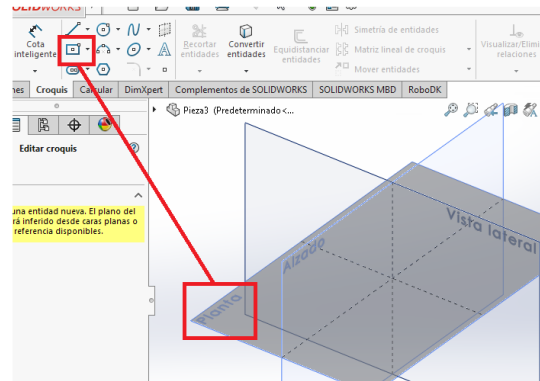 SOLIDWORKS
Cota
inteligente
Recortar
entidades
Convertir
entidades
Equidistanciar
entidades
Simetría de entidades
Matriz lineal de croquis
Mover entidades
Visualizar/Elimi
relaciones
nes Croquis Calcular DimXpert Complementos de SOLIDWORKS SOLIDWORKS MBD RoboDK
Pieza3 (Predeterminado<...
Editar croquis
una entidad nueva. El plano del
rá inferido desde caras planas o
referencia disponibles.
Vista lateral
Alzado
Planta